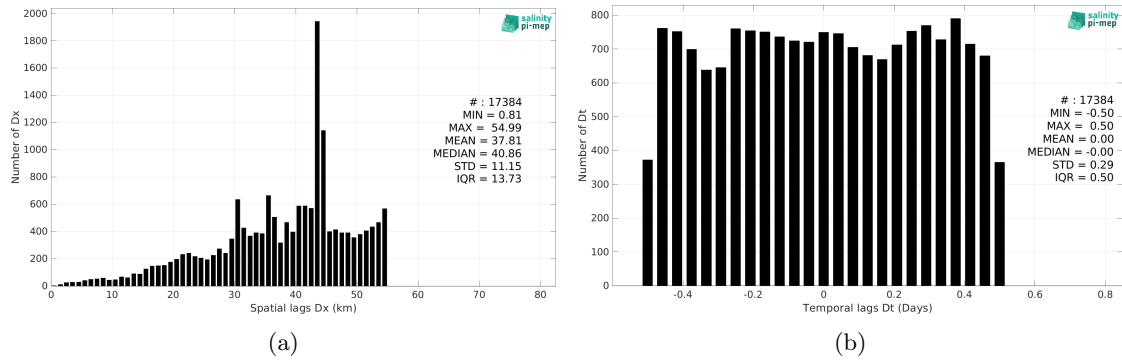 salinity
pi-mep
2000
1800
1600
1400
1200
1000
800
600
400
200
0
Number of Dx
# : 17384
MIN = 0.81
MAX = 54.99
MEAN = 37.81
MEDIAN = 40.86
STD = 11.15
IQR = 13.73
0 10 20 30 40 50 60 70 80
Spatial lags Dx (km)
(a)
salinity
pi-mep
800
700
600
500
400
300
200
100
0
Number of Dt
# : 17384
MIN = -0.50
MAX = 0.50
MEAN = 0.00
MEDIAN = -0.00
STD = 0.29
IQR = 0.50
-0.4 -0.2 0 0.2 0.4 0.6 0.8
Temporal lags Dt (Days)
(b)